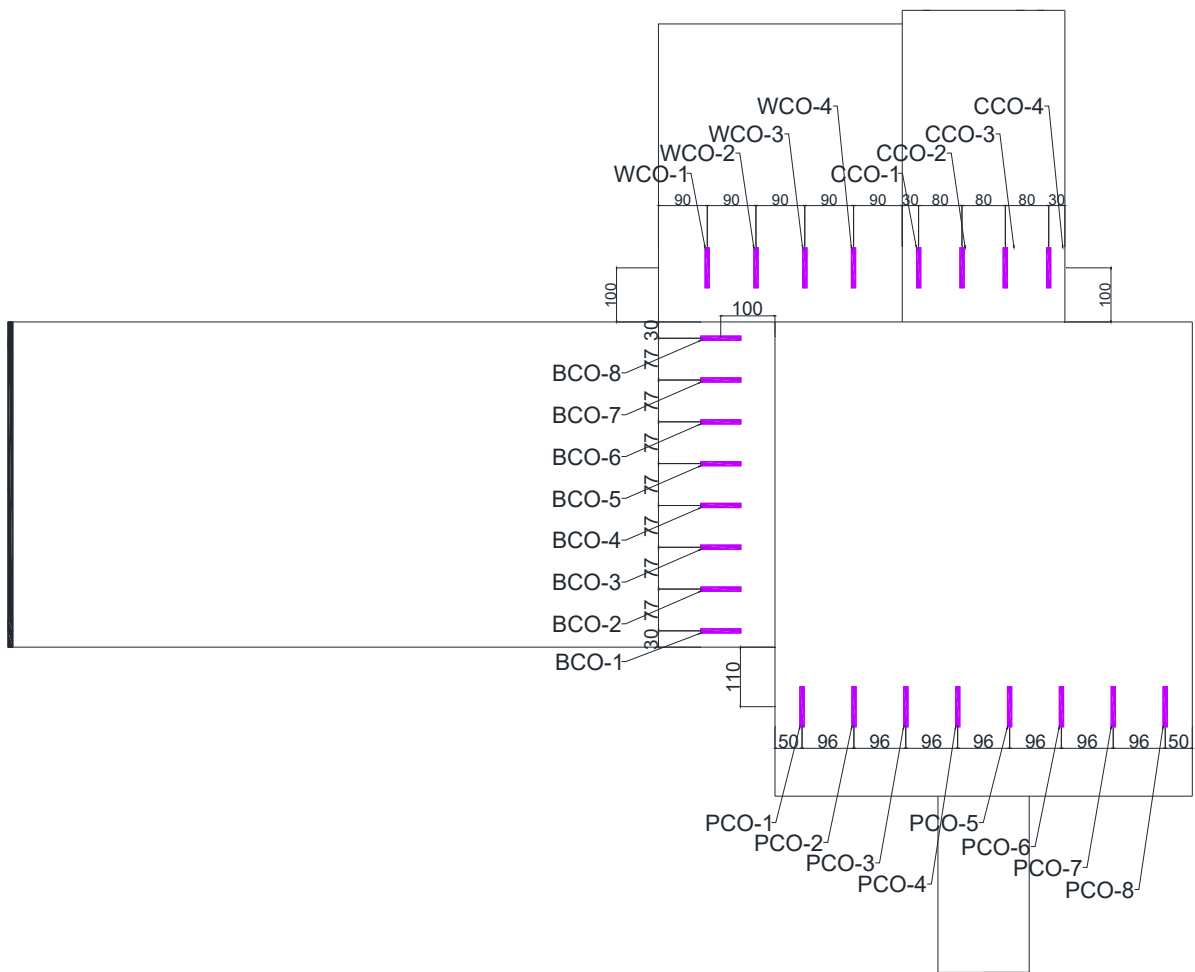 WCO-4
CCO-4
WCO-3
CCO-3
WCO-2
CCO-2
WCO-1
CCO-1
90 90 90 90 90 30 80 80 80 30
100
100
100
30
BCO-8
77
BCO-7
77
BCO-6
77
BCO-5
77
BCO-4
77
BCO-3
77
BCO-2
77
30
BCO-1
110
50 96 96 96 96 96 96 96 50
PCO-1
PCO-5
PCO-2
PCO-6
PCO-3
PCO-7
PCO-4
PCO-8